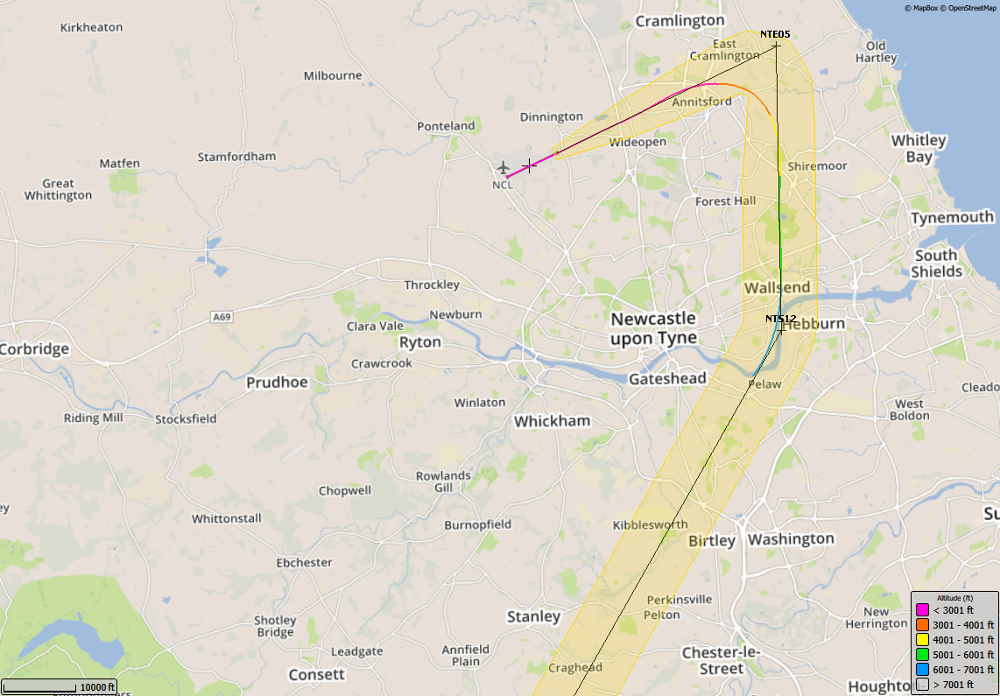 © MapBox © OpenStreetMap
Cramlington
Kirkheaton
NTE05
East
Cramlington
Old
Hartley
Milbourne
Annitsford
Dinnington
Ponteland
Wideopen
Whitley
Bay
Stamfordham
Matfen
Shiremoor
Great
Whittington
NCL
Forest Hall
Tynemouth
South
Shields
Throckley
Wallsend
Newburn
A69
Clara Vale
Newcastle
upon Tyne
NTS12
Hebburn
Ryton
Corbridge
Crawcrook
Prudhoe
Gateshead
Pelaw
Cleado
Winlaton
West
Boldon
Riding Mill
Stocksfield
Whickham
Rowlands
Gill
Chopwell
ey
Su
Whittonstall
Burnopfield
Kibblesworth
Birtley
Washington
Ebchester
Perkinsville
Pelton
Stanley
New
Herrington
Shotley
Bridge
Leadgate
Annfield
Plain
Chester-le-
Street
Craghead
Consett
Houghton
10000 ft
Altitude (ft)
< 3001 ft
3001 - 4001 ft
4001 - 5001 ft
5001 - 6001 ft
6001 - 7001 ft
> 7001 ft